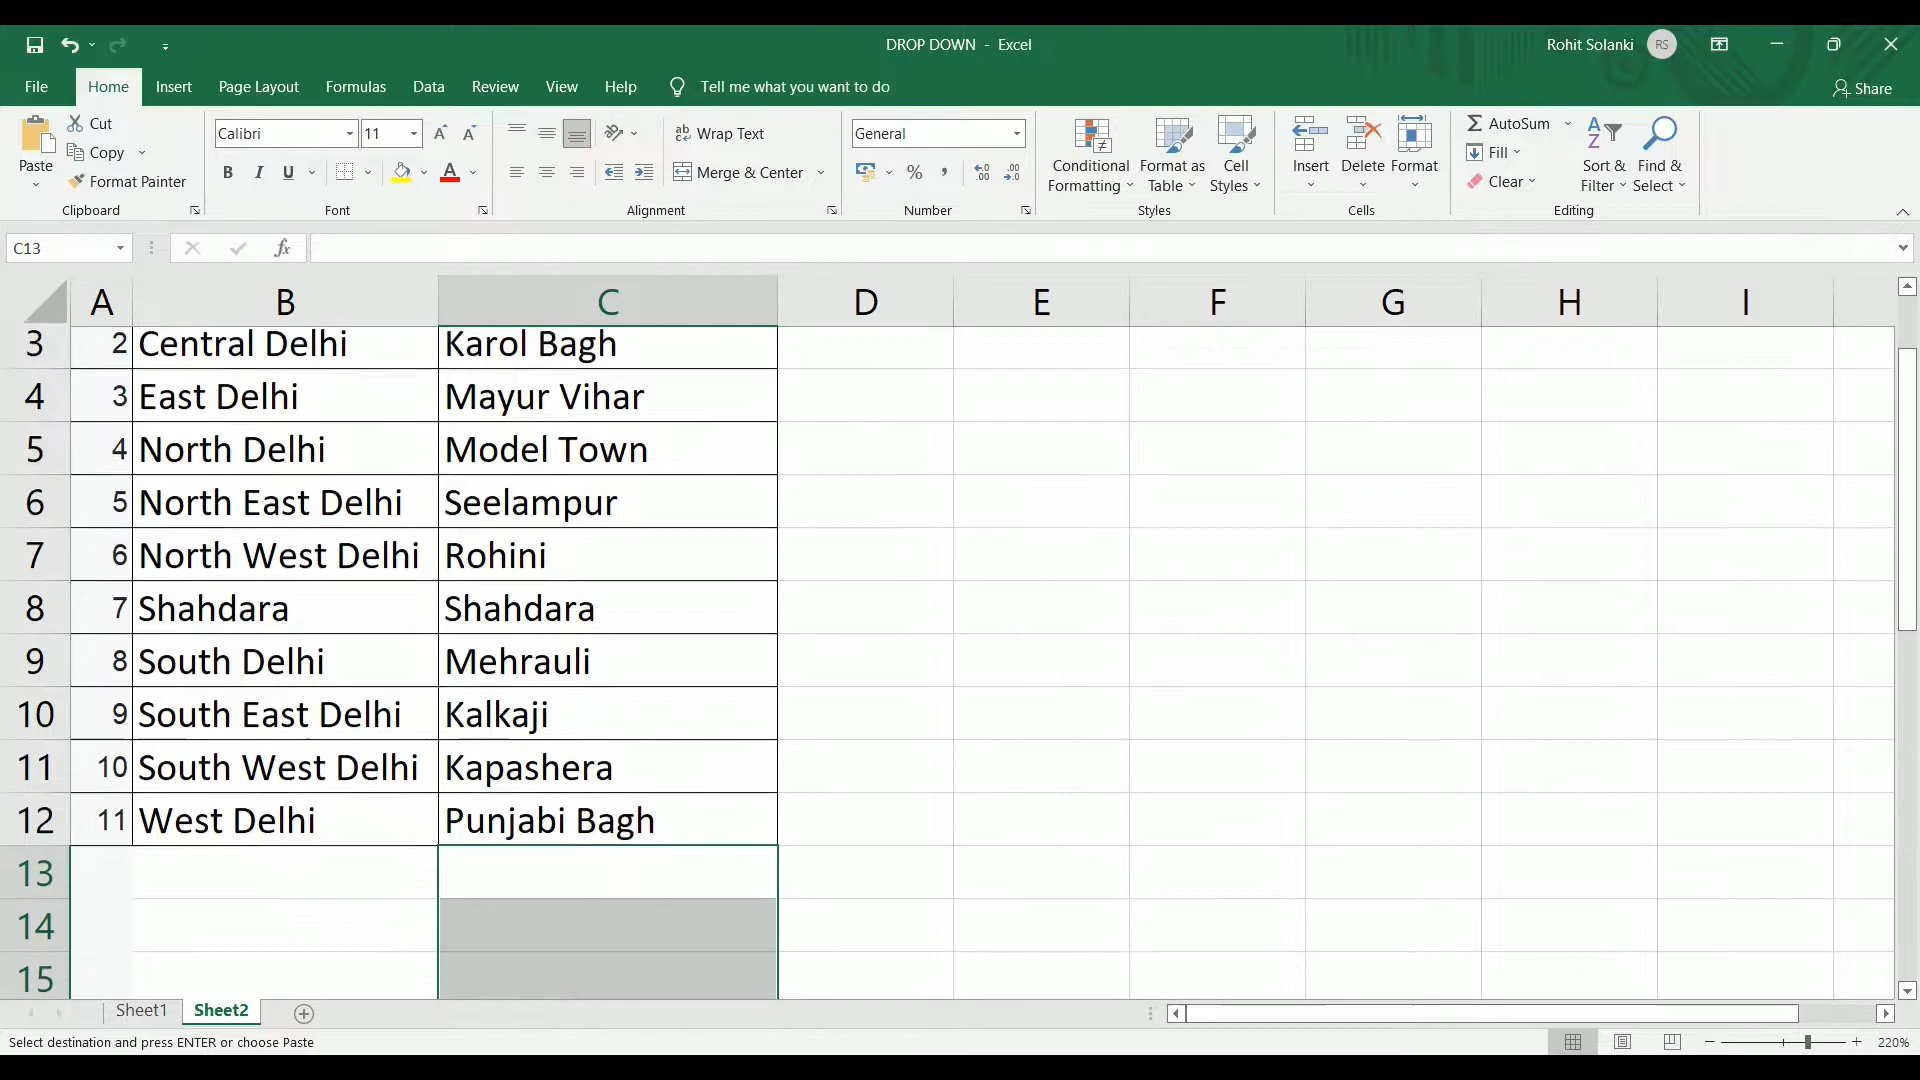 DROP DOWN - Excel
Rohit Solanki RS
File Home Insert Page Layout Formulas Data Review View Help Tell me what you want to do Share
Cut
Copy
Format Painter
Paste
Clipboard
Calibri 11 A A
B I U A
Font
ab Wrap Text
Merge & Center
Alignment
General
% , .00 .00
Number
Conditional Formatting
Format as Table
Cell Styles
Styles
Insert Delete Format
Cells
AutoSum
Fill
Clear
Sort & Filter
Find & Select
Editing
C13 fx
A B C D E F G H I
3 2 Central Delhi Karol Bagh
4 3 East Delhi Mayur Vihar
5 4 North Delhi Model Town
6 5 North East Delhi Seelampur
7 6 North West Delhi Rohini
8 7 Shahdara Shahdara
9 8 South Delhi Mehrauli
10 9 South East Delhi Kalkaji
11 10 South West Delhi Kapashera
12 11 West Delhi Punjabi Bagh
13
14
15
Sheet1 Sheet2
Select destination and press ENTER or choose Paste
220%